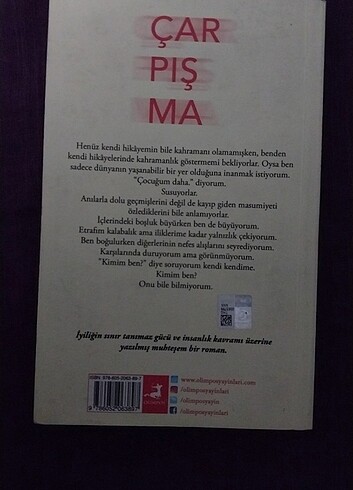 ÇAR
PIŞ
MA
Henüz kendi hikâyemin bile kahramanı olamamışken, benden
kendi hikâyelerinde kahramanlık göstermemi bekliyorlar. Oysa ben
sadece dünyanın yaşanabilir bir yer olduğuna inanmak istiyorum.
"Çocuğum daha." diyorum.
Susuyorlar.
Anılarla dolu geçmişlerini değil de kayıp giden masumiyeti
özlediklerini bile anlamıyorlar.
İçlerindeki boşluk büyürken ben de büyüyorum.
Etrafım kalabalık ama iliklerime kadar yalnızlık çekiyorum.
Ben boğulurken diğerlerinin nefes alışlarını seyrediyorum.
Karşılarında duruyorum ama görünmüyorum.
"Kimim ben?" diye soruyorum kendi kendime.
Kimim ben?
Onu bile bilmiyorum.
İyiliğin sınır tanımaz gücü ve insanlık kavramı üzerine
yazılmış muhteşem bir roman.
www.olimposyayinlari.com
/olimposyayinlari
/olimposyayin
/olimposyayinlari